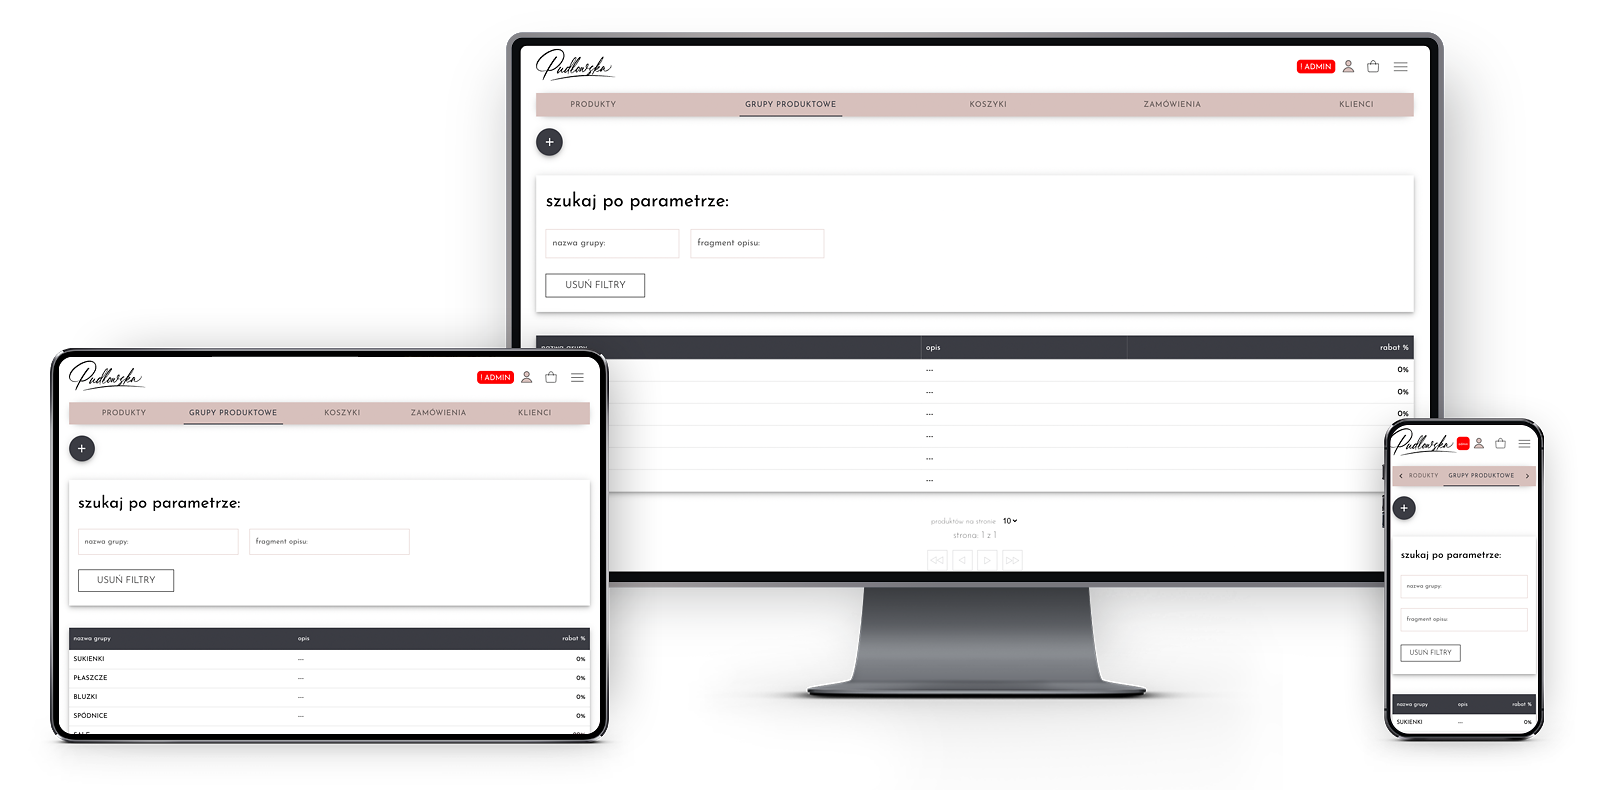 Pudlowska
! ADMIN
PRODUKTY GRUPY PRODUKTOWE KOSZYKI ZAMÓWIENIA KLIENCI
+
szukaj po parametrze:
nazwa grupy: fragment opisu:
USUŃ FILTRY
nazwa grupy opis rabat %
--- 0%
--- 0%
--- 0%
---
---
---
produktów na stronie 10
strona: 1 z 1
Pudlowska
! ADMIN
PRODUKTY GRUPY PRODUKTOWE KOSZYKI ZAMÓWIENIA KLIENCI
+
szukaj po parametrze:
nazwa grupy: fragment opisu:
USUŃ FILTRY
nazwa grupy opis rabat %
SUKIENKI --- 0%
PŁASZCZE --- 0%
BLUZKI --- 0%
SPÓDNICE --- 0%
Pudlowska
RODUKTY GRUPY PRODUKTOWE
+
szukaj po parametrze:
nazwa grupy:
fragment opisu:
USUŃ FILTRY
nazwa grupy opis rabat %
SUKIENKI --- 0%